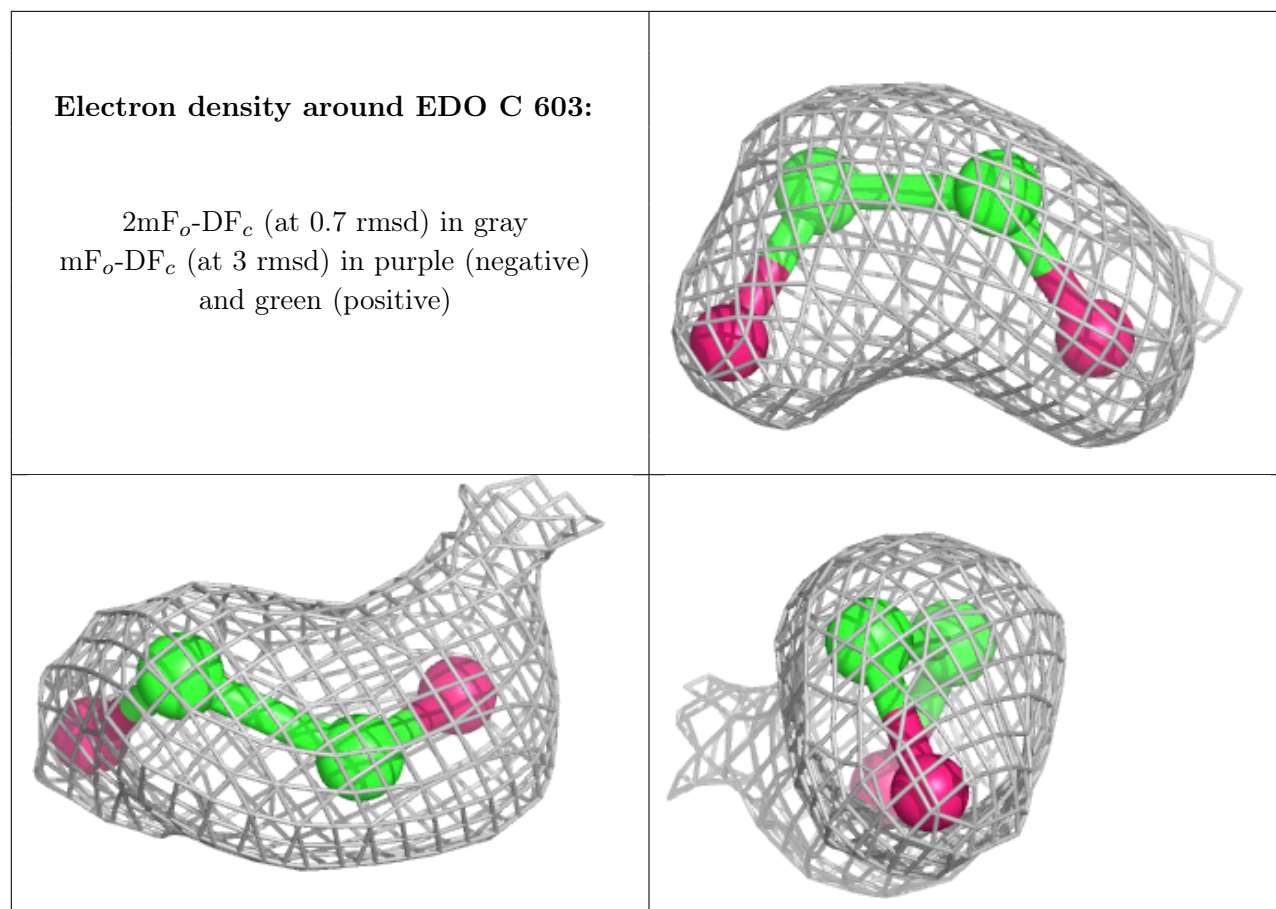 Electron density around EDO C 603:
2mFₒ-DF𝑐 (at 0.7 rmsd) in gray
mFₒ-DF𝑐 (at 3 rmsd) in purple (negative)
and green (positive)